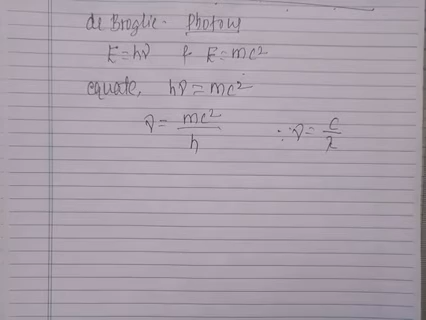 de Broglie - Photons
E=hν & E=mc²
equate, hν=mc²
ν = mc²/h ∵ ν = c/λ